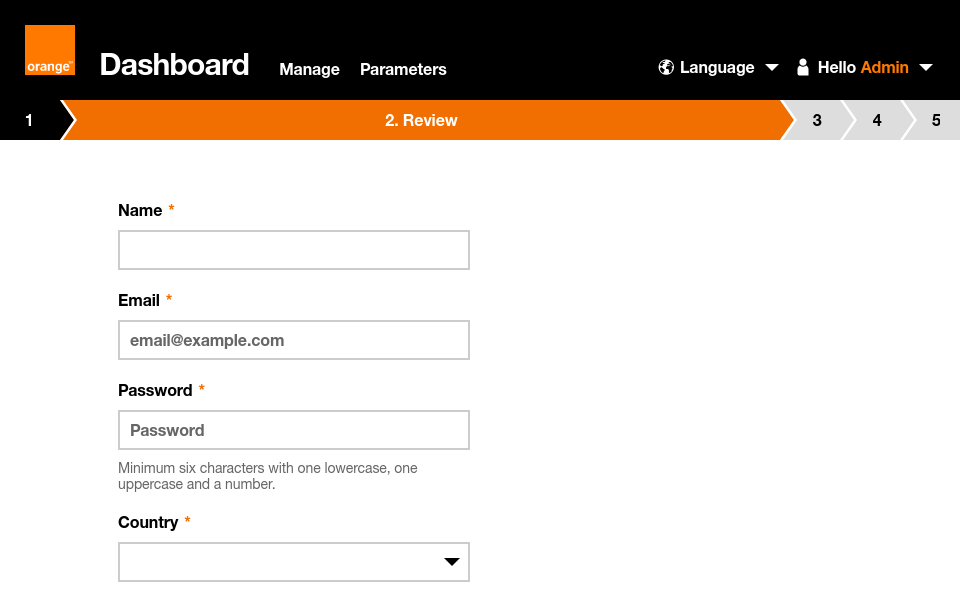 orange™
Dashboard
Manage
Parameters
Language
Hello Admin
1
2. Review
3
4
5
Name *
Email *
email@example.com
Password *
Password
Minimum six characters with one lowercase, one
uppercase and a number.
Country *